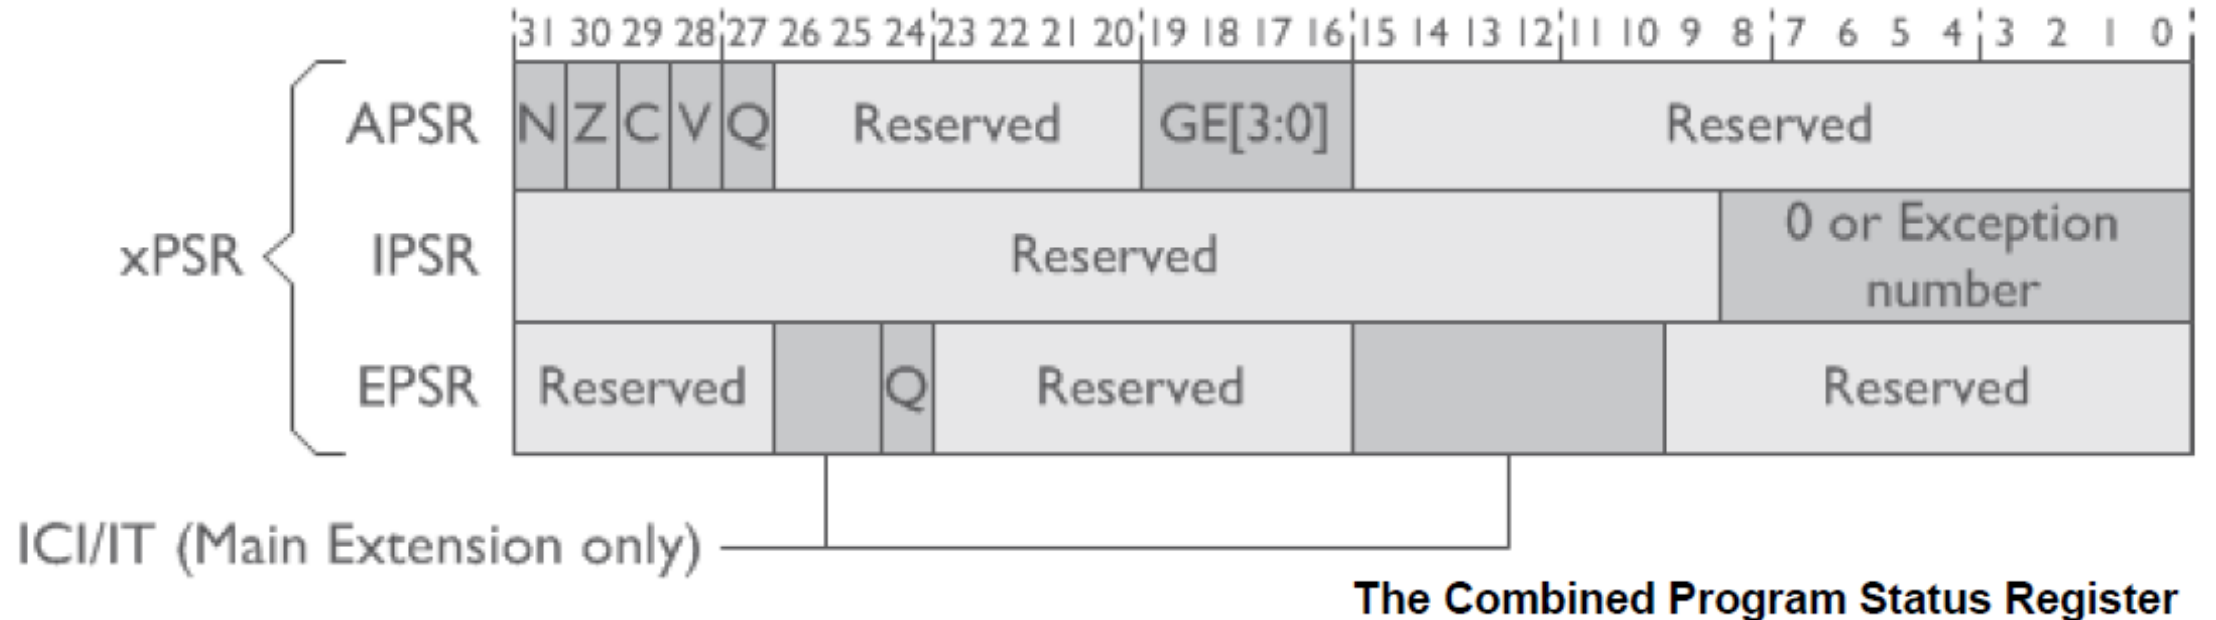 31 30 29 28 27 26 25 24 23 22 21 20 19 18 17 16 15 14 13 12 11 10 9 8 7 6 5 4 3 2 1 0
APSR N Z C V Q Reserved GE[3:0] Reserved
xPSR IPSR Reserved 0 or Exception
number
EPSR Reserved Q Reserved Reserved
ICI/IT (Main Extension only)
The Combined Program Status Register